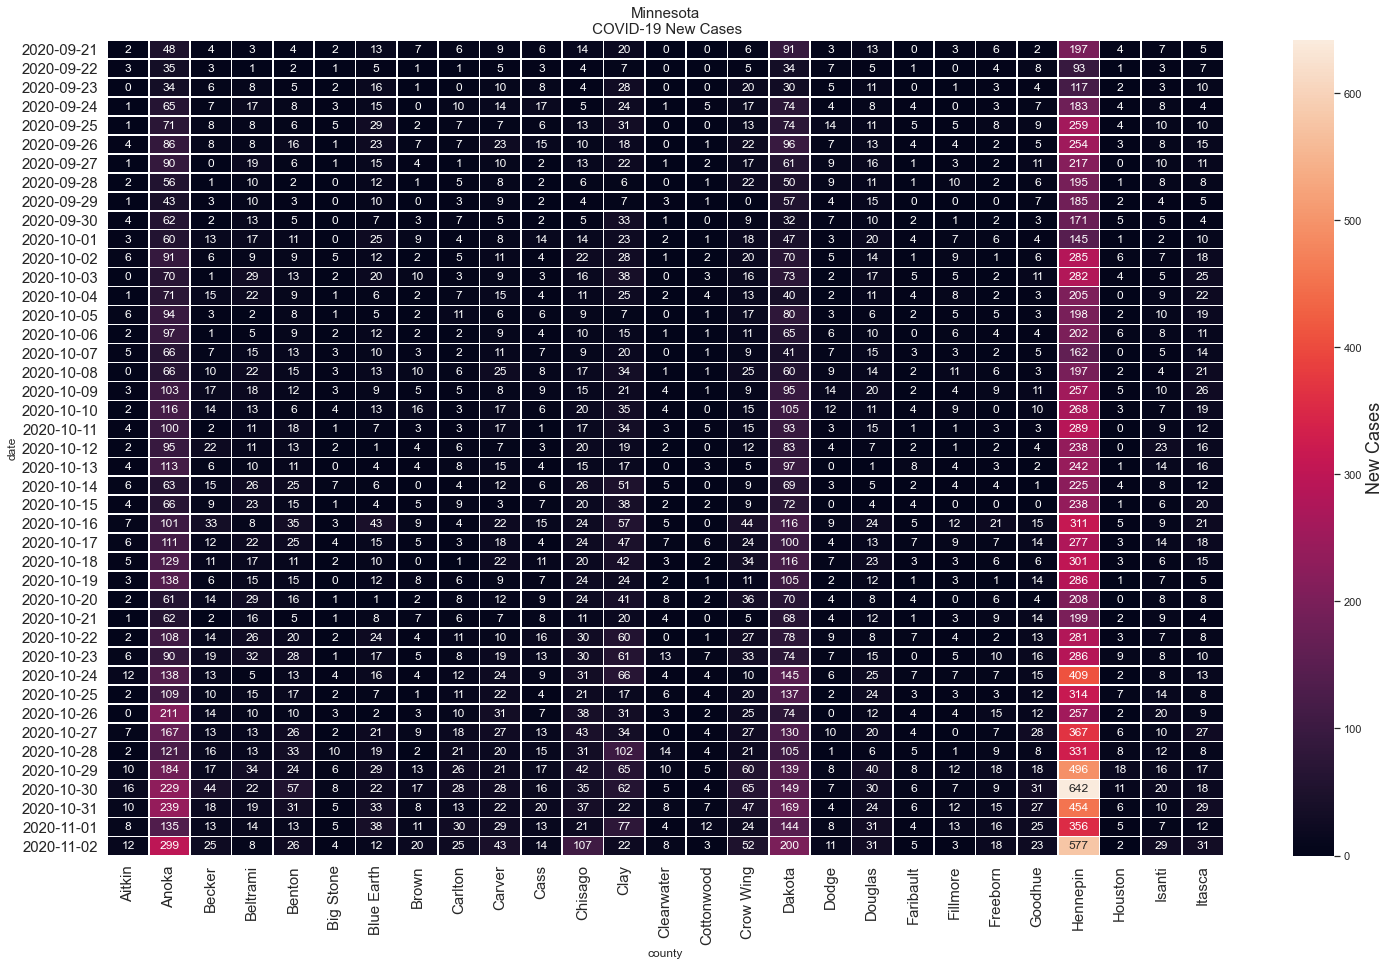 Minnesota
COVID-19 New Cases
2020-09-21 2 48 4 3 4 2 13 7 6 9 6 14 20 0 0 6 91 3 13 0 3 6 2 197 4 7 5
2020-09-22 3 35 3 1 2 1 5 1 1 5 3 4 7 0 0 5 34 7 5 1 0 4 8 93 1 3 7
2020-09-23 0 34 6 8 5 2 16 1 0 10 8 4 28 0 0 20 30 5 11 0 1 3 4 117 2 3 10
2020-09-24 1 65 7 17 8 3 15 0 10 14 17 5 24 1 5 17 74 4 8 4 0 3 7 183 4 8 4
2020-09-25 1 71 8 8 6 5 29 2 7 7 6 13 31 0 0 13 74 14 11 5 5 8 9 259 4 10 10
2020-09-26 4 86 8 8 16 1 23 7 7 23 15 10 18 0 1 22 96 7 13 4 4 2 5 254 3 8 15
2020-09-27 1 90 0 19 6 1 15 4 1 10 2 13 22 1 2 17 61 9 16 1 3 2 11 217 0 10 11
2020-09-28 2 56 1 10 2 0 12 1 5 8 2 6 6 0 1 22 50 9 11 1 10 2 6 195 1 8 8
2020-09-29 1 43 3 10 3 0 10 0 3 9 2 4 7 3 1 0 57 4 15 0 0 0 7 185 2 4 5
2020-09-30 4 62 2 13 5 0 7 3 7 5 2 5 33 1 0 9 32 7 10 2 1 2 3 171 5 5 4
2020-10-01 3 60 13 17 11 0 25 9 4 8 14 14 23 2 1 18 47 3 20 4 7 6 4 145 1 2 10
2020-10-02 6 91 6 9 9 5 12 2 5 11 4 22 28 1 2 20 70 5 14 1 9 1 6 285 6 7 18
2020-10-03 0 70 1 29 13 2 20 10 3 9 3 16 38 0 3 16 73 2 17 5 5 2 11 282 4 5 25
2020-10-04 1 71 15 22 9 1 6 2 7 15 4 11 25 2 4 13 40 2 11 4 8 2 3 205 0 9 22
2020-10-05 6 94 3 2 8 1 5 2 11 6 6 9 7 0 1 17 80 3 6 2 5 5 3 198 2 10 19
2020-10-06 2 97 1 5 9 2 12 2 2 9 4 10 15 1 1 11 65 6 10 0 6 4 4 202 6 8 11
2020-10-07 5 66 7 15 13 3 10 3 2 11 7 9 20 0 1 9 41 7 15 3 3 2 5 162 0 5 14
2020-10-08 0 66 10 22 15 3 13 10 6 25 8 17 34 1 1 25 60 9 14 2 11 6 3 197 2 4 21
2020-10-09 3 103 17 18 12 3 9 5 5 8 9 15 21 4 1 9 95 14 20 2 4 9 11 257 5 10 26
2020-10-10 2 116 14 13 6 4 13 16 3 17 6 20 35 4 0 15 105 12 11 4 9 0 10 268 3 7 19
2020-10-11 4 100 2 11 18 1 7 3 3 17 1 17 34 3 5 15 93 3 15 1 1 3 3 289 0 9 12
2020-10-12 2 95 22 11 13 2 1 4 6 7 3 20 19 2 0 12 83 4 7 2 1 2 4 238 0 23 16
2020-10-13 4 113 6 10 11 0 4 4 8 15 4 15 17 0 3 5 97 0 1 8 4 3 2 242 1 14 16
2020-10-14 6 63 15 26 25 7 6 0 4 12 6 26 51 5 0 9 69 3 5 2 4 4 1 225 4 8 12
2020-10-15 4 66 9 23 15 1 4 5 9 3 7 20 38 2 2 9 72 0 4 4 0 0 0 238 1 6 20
2020-10-16 7 101 33 8 35 3 43 9 4 22 15 24 57 5 0 44 116 9 24 5 12 21 15 311 5 9 21
2020-10-17 6 111 12 22 25 4 15 5 3 18 4 24 47 7 6 24 100 4 13 7 9 7 14 277 3 14 18
2020-10-18 5 129 11 17 11 2 10 0 1 22 11 20 42 3 2 34 116 7 23 3 3 6 6 301 3 6 15
2020-10-19 3 138 6 15 15 0 12 8 6 9 7 24 24 2 1 11 105 2 12 1 3 1 14 286 1 7 5
2020-10-20 2 61 14 29 16 1 1 2 8 12 9 24 41 8 2 36 70 4 8 4 0 6 4 208 0 8 8
2020-10-21 1 62 2 16 5 1 8 7 6 7 8 11 20 4 0 5 68 4 12 1 3 9 14 199 2 9 4
2020-10-22 2 108 14 26 20 2 24 4 11 10 16 30 60 0 1 27 78 9 8 7 4 2 13 281 3 7 8
2020-10-23 6 90 19 32 28 1 17 5 8 19 13 30 61 13 7 33 74 7 15 0 5 10 16 286 9 8 10
2020-10-24 12 138 13 5 13 4 16 4 12 24 9 31 66 4 4 10 145 6 25 7 7 7 15 409 2 8 13
2020-10-25 2 109 10 15 17 2 7 1 11 22 4 21 17 6 4 20 137 2 24 3 3 3 12 314 7 14 8
2020-10-26 0 211 14 10 10 3 2 3 10 31 7 38 31 3 2 25 74 0 12 4 4 15 12 257 2 20 9
2020-10-27 7 167 13 13 26 2 21 9 18 27 13 43 34 0 4 27 130 10 20 4 0 7 28 367 6 10 27
2020-10-28 2 121 16 13 33 10 19 2 21 20 15 31 102 14 4 21 105 1 6 5 1 9 8 331 8 12 8
2020-10-29 10 184 17 34 24 6 29 13 26 21 17 42 65 10 5 60 139 8 40 8 12 18 18 496 18 16 17
2020-10-30 16 229 44 22 57 8 22 17 28 28 16 35 62 5 4 65 149 7 30 6 7 9 31 642 11 20 18
2020-10-31 10 239 18 19 31 5 33 8 13 22 20 37 22 8 7 47 169 4 24 6 12 15 27 454 6 10 29
2020-11-01 8 135 13 14 13 5 38 11 30 29 13 21 77 4 12 24 144 8 31 4 13 16 25 356 5 7 12
2020-11-02 12 299 25 8 26 4 12 20 25 43 14 107 22 8 3 52 200 11 31 5 3 18 23 577 2 29 31
Aitkin Anoka Becker Beltrami Benton Big Stone Blue Earth Brown Carlton Carver Cass Chisago Clay Clearwater Cottonwood Crow Wing Dakota Dodge Douglas Faribault Fillmore Freeborn Goodhue Hennepin Houston Isanti Itasca
county
date
600
500
400
300
200
100
0
New Cases